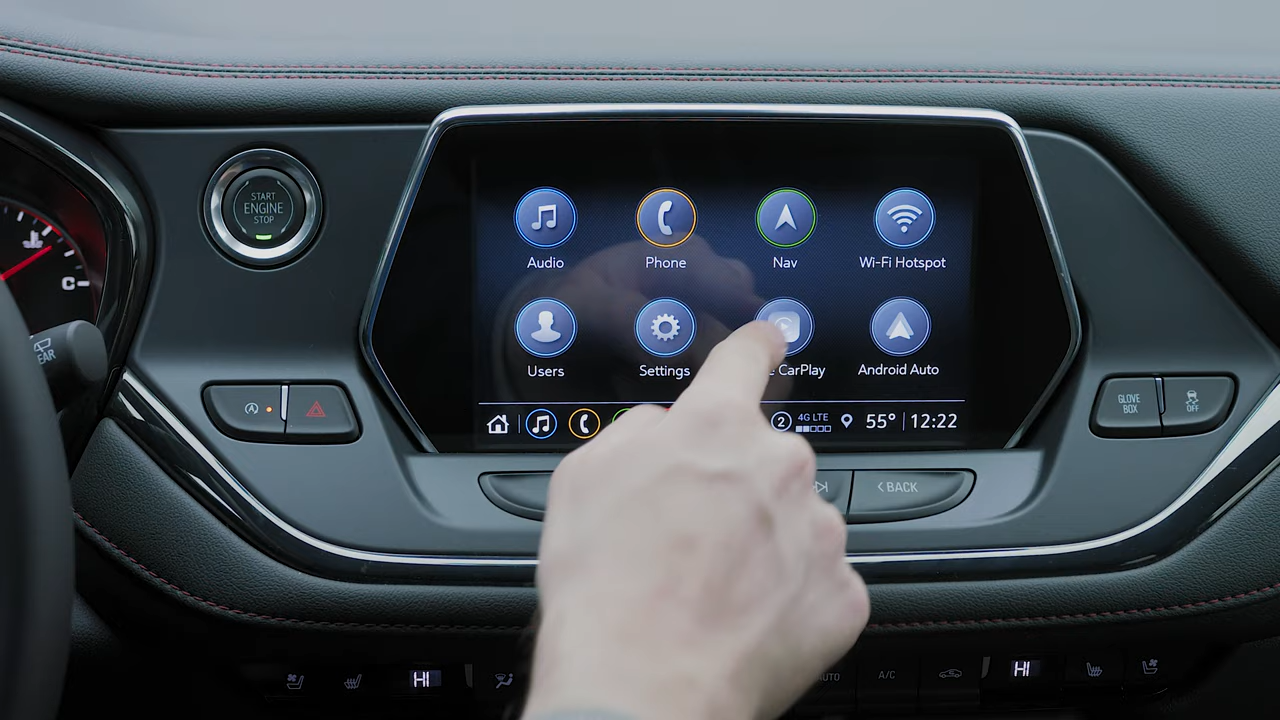 START
ENGINE
STOP
C
Audio
Phone
Nav
Wi-Fi Hotspot
Users
Settings
CarPlay
Android Auto
2
4G LTE
55°
12:22
GLOVE
BOX
OFF
< BACK
HI
A/C
HI